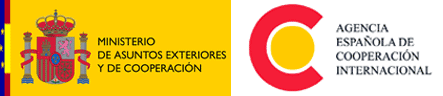 MINISTERIO
DE ASUNTOS EXTERIORES
Y DE COOPERACIÓN
AGENCIA
ESPAÑOLA DE
COOPERACIÓN
INTERNACIONAL